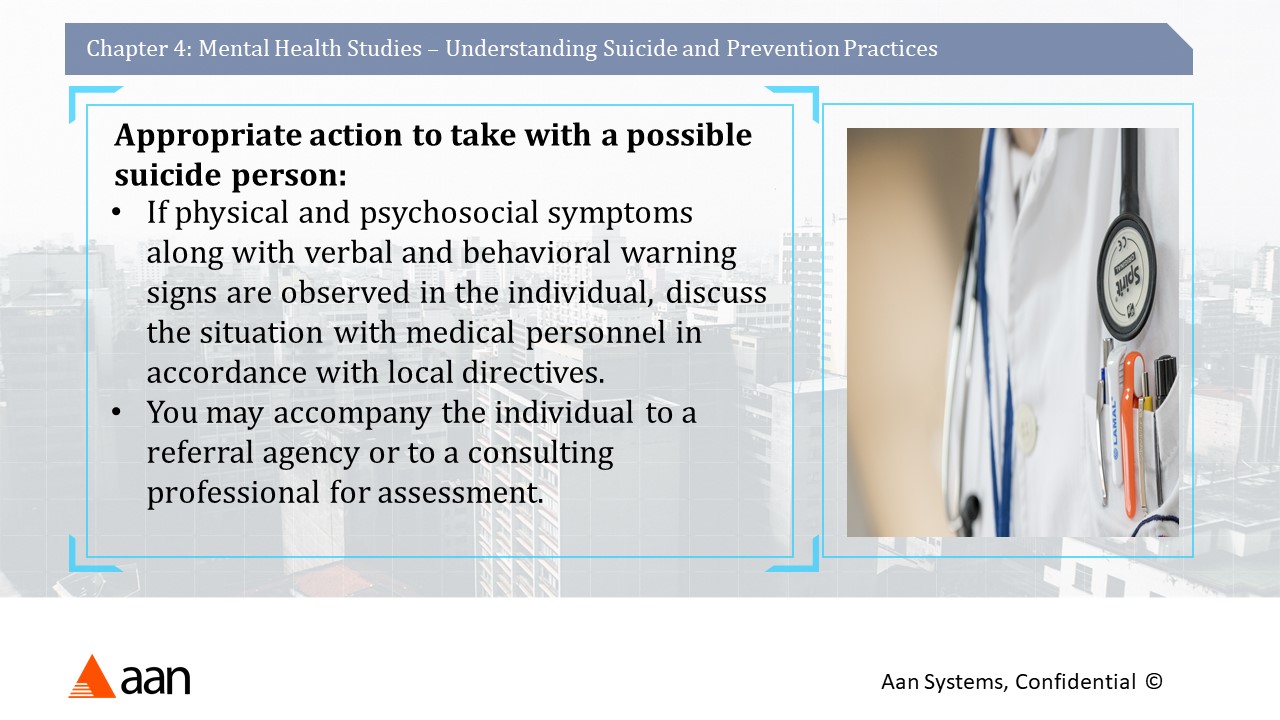 Chapter 4: Mental Health Studies – Understanding Suicide and Prevention Practices
Appropriate action to take with a possible
suicide person:
• If physical and psychosocial symptoms
along with verbal and behavioral warning
signs are observed in the individual, discuss
the situation with medical personnel in
accordance with local directives.
• You may accompany the individual to a
referral agency or to a consulting
professional for assessment.
Spirit
CE
LAMAL
aan
Aan Systems, Confidential ©